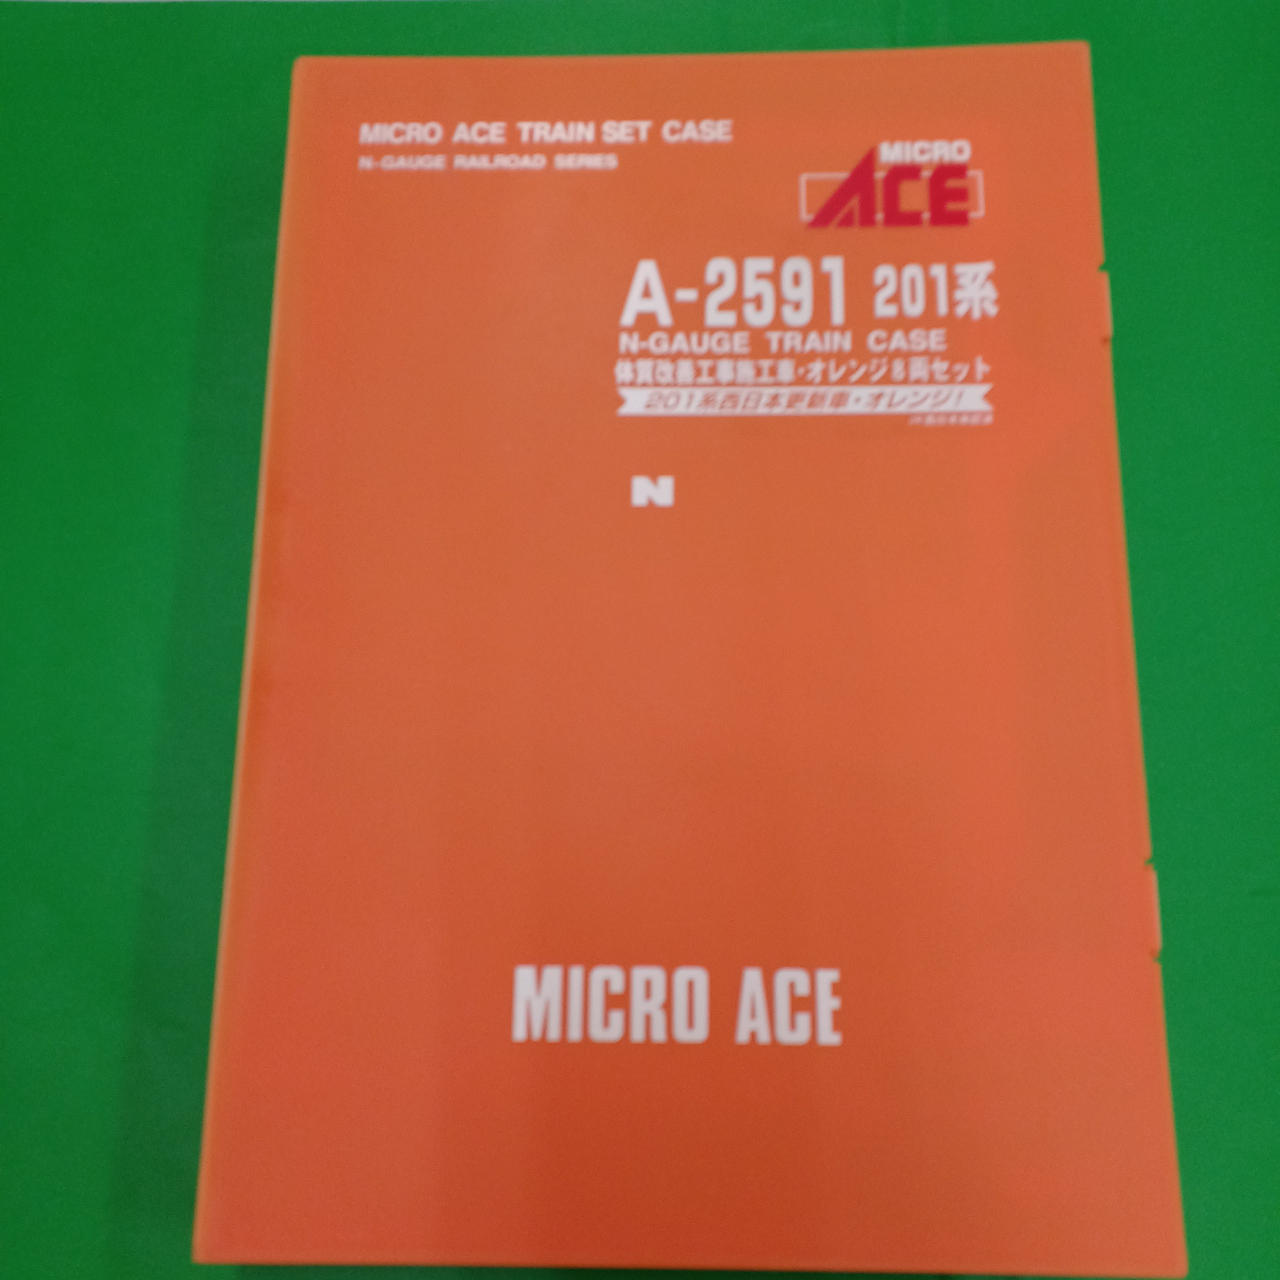 MICRO ACE TRAIN SET CASE
N-GAUGE RAILROAD SERIES
MICRO
ACE
A-2591 201系
N-GAUGE TRAIN CASE
体質改善工事施工車・オレンジ8両セット
201系西日本更新車・オレンジ!
N
MICRO ACE